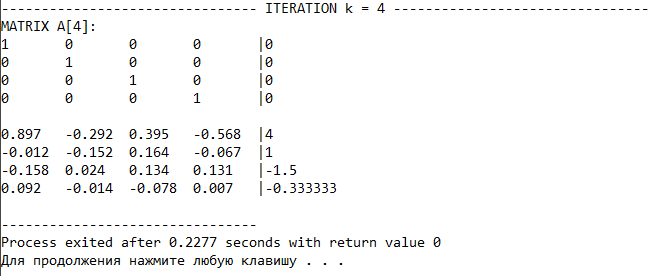 -------------------------------- ITERATION k = 4 --------------------------------
MATRIX A[4]:
1 0 0 0 |0
0 1 0 0 |0
0 0 1 0 |0
0 0 0 1 |0
0.897 -0.292 0.395 -0.568 |4
-0.012 -0.152 0.164 -0.067 |1
-0.158 0.024 0.134 0.131 |-1.5
0.092 -0.014 -0.078 0.007 |-0.333333
--------------------------------
Process exited after 0.2277 seconds with return value 0
Для продолжения нажмите любую клавишу . . .